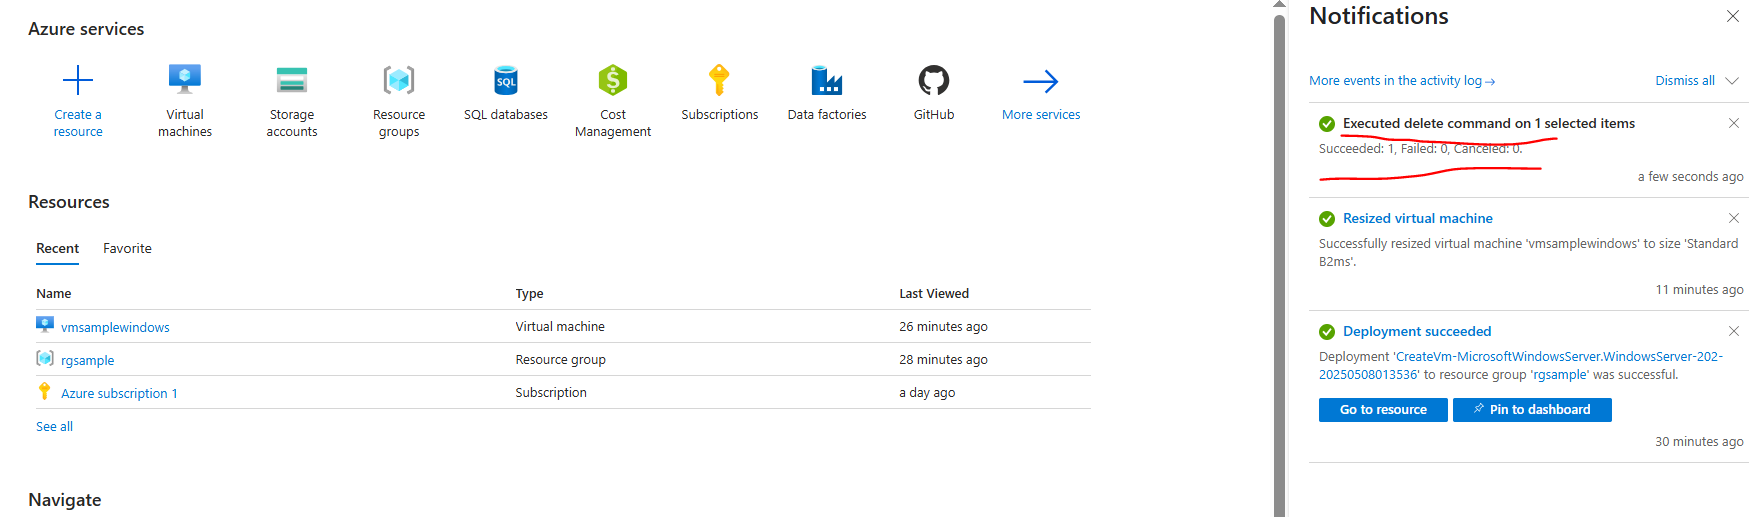 Azure services
Create a resource
Virtual machines
Storage accounts
Resource groups
SQL databases
Cost Management
Subscriptions
Data factories
GitHub
More services
Resources
Recent Favorite
Name Type Last Viewed
vmsamplewindows Virtual machine 26 minutes ago
rgsample Resource group 28 minutes ago
Azure subscription 1 Subscription a day ago
See all
Navigate
Notifications
More events in the activity log → Dismiss all
Executed delete command on 1 selected items
Succeeded: 1, Failed: 0, Canceled: 0.
a few seconds ago
Resized virtual machine
Successfully resized virtual machine 'vmsamplewindows' to size 'Standard
B2ms'.
11 minutes ago
Deployment succeeded
Deployment 'CreateVm-MicrosoftWindowsServer.WindowsServer-202-
20250508013536' to resource group 'rgsample' was successful.
Go to resource Pin to dashboard
30 minutes ago